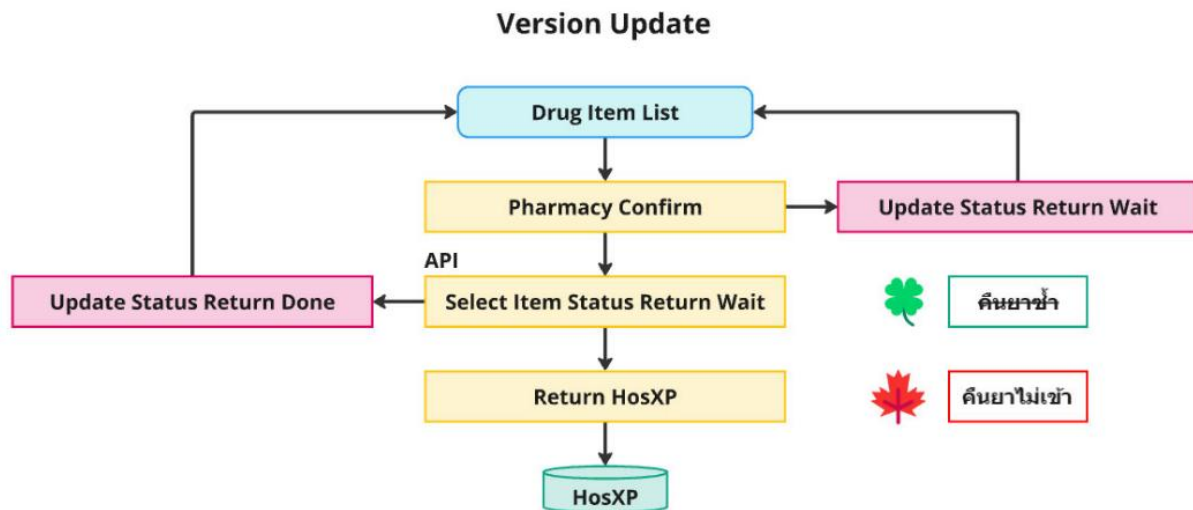 Version Update
Drug Item List
Pharmacy Confirm
Update Status Return Wait
API
Update Status Return Done
Select Item Status Return Wait
คืนยาซ้ำ
Return HosXP
คืนยาไม่เข้า
HosXP